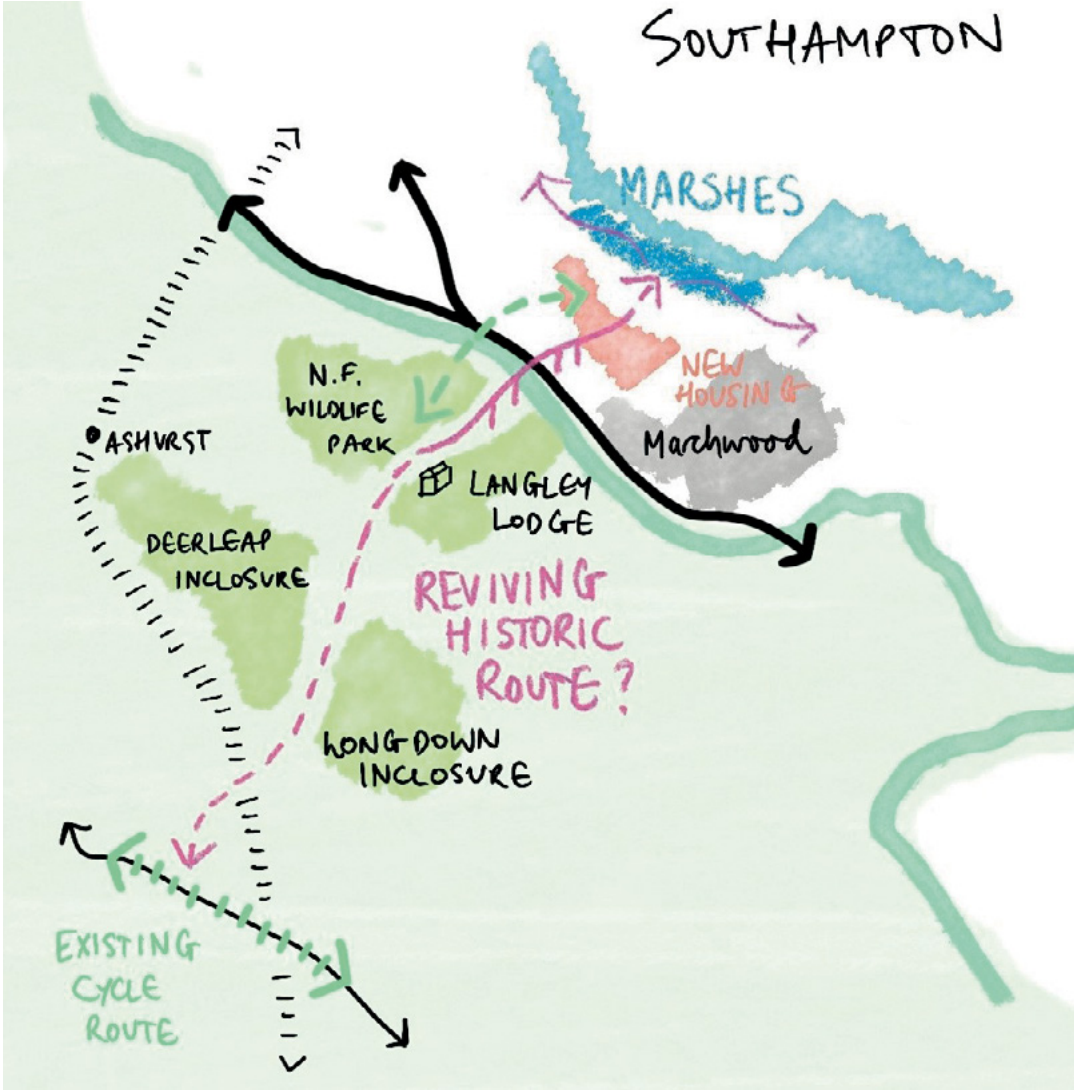 SOUTHAMPTON
MARSHES
NEW
HOUSING
Marchwood
N.F.
WILDLIFE
PARK
ASHURST
LANGLEY
LODGE
DEERLEAP
INCLOSURE
REVIVING
HISTORIC
ROUTE?
LONGDOWN
INCLOSURE
EXISTING
CYCLE
ROUTE